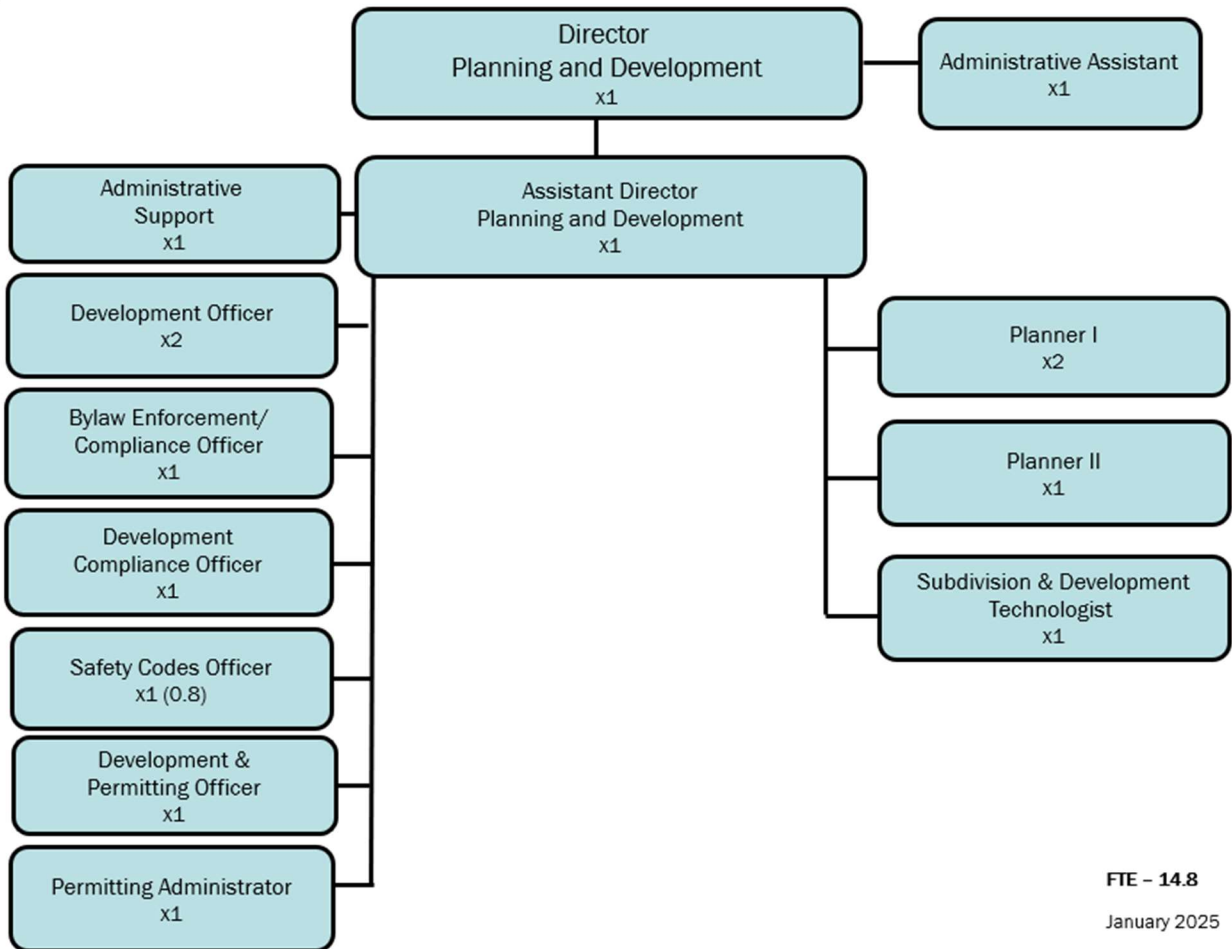 Director
Planning and Development
x1
Administrative Assistant
x1
Assistant Director
Planning and Development
x1
Administrative
Support
x1
Development Officer
x2
Bylaw Enforcement/
Compliance Officer
x1
Development
Compliance Officer
x1
Safety Codes Officer
x1 (0.8)
Development &
Permitting Officer
x1
Permitting Administrator
x1
Planner I
x2
Planner II
x1
Subdivision & Development
Technologist
x1
FTE – 14.8
January 2025